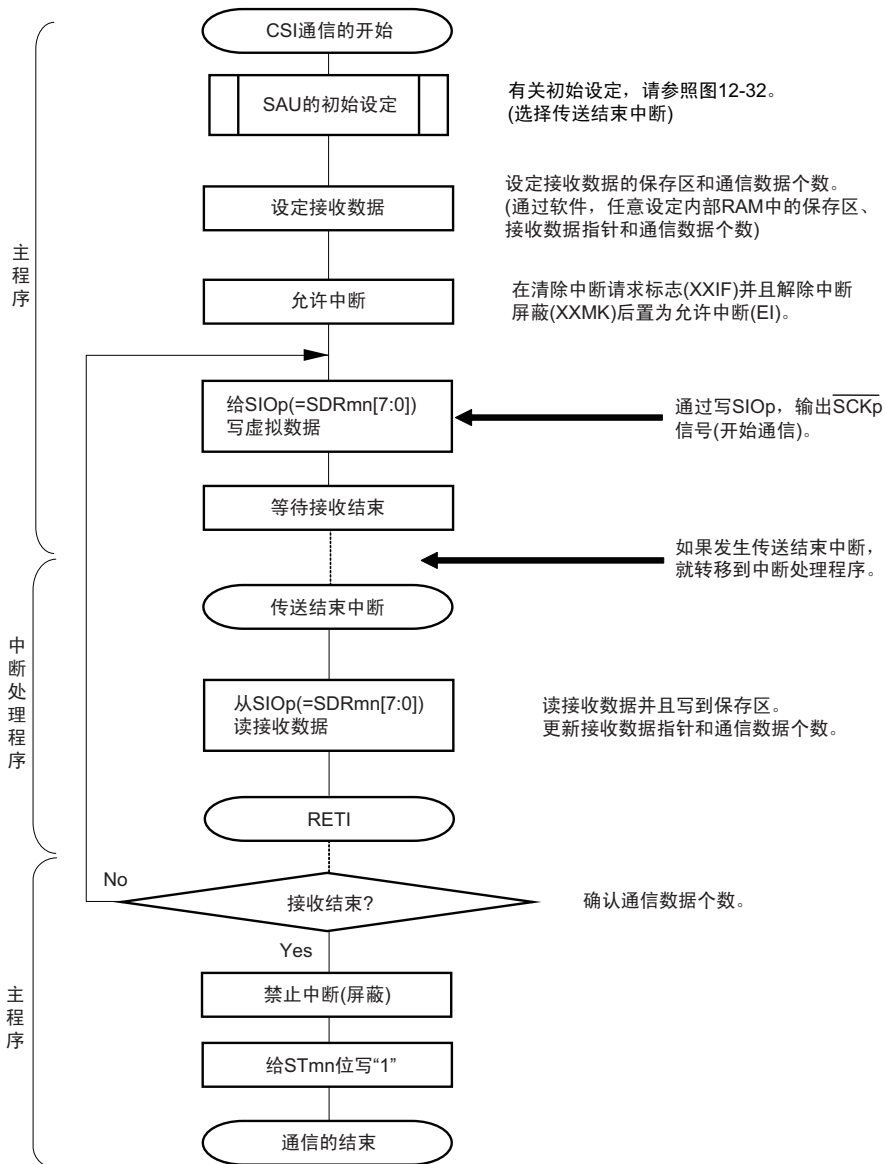 CSI通信的开始
SAU的初始设定
有关初始设定，请参照图12-32。
(选择传送结束中断)
设定接收数据
设定接收数据的保存区和通信数据个数。
(通过软件，任意设定内部RAM中的保存区、
接收数据指针和通信数据个数)
主程序
允许中断
在清除中断请求标志(XXIF)并且解除中断
屏蔽(XXMK)后置为允许中断(EI)。
给SIOp(=SDRmn[7:0])
写虚拟数据
通过写SIOp，输出SCKp
信号(开始通信)。
等待接收结束
如果发生传送结束中断，
就转移到中断处理程序。
传送结束中断
中断处理程序
从SIOp(=SDRmn[7:0])
读接收数据
读接收数据并且写到保存区。
更新接收数据指针和通信数据个数。
RETI
No
接收结束?
确认通信数据个数。
Yes
主程序
禁止中断(屏蔽)
给STmn位写“1”
通信的结束